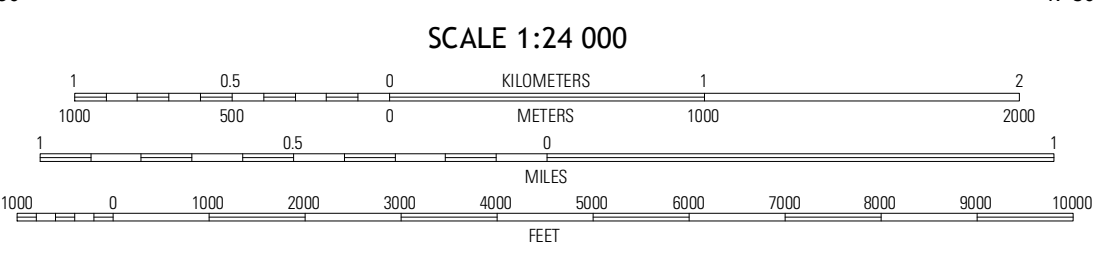 SCALE 1:24 000
1 0.5 0 KILOMETERS 1 2
1000 500 0 METERS 1000 2000
1 0.5 0 1
MILES
1000 0 1000 2000 3000 4000 5000 6000 7000 8000 9000 10000
FEET